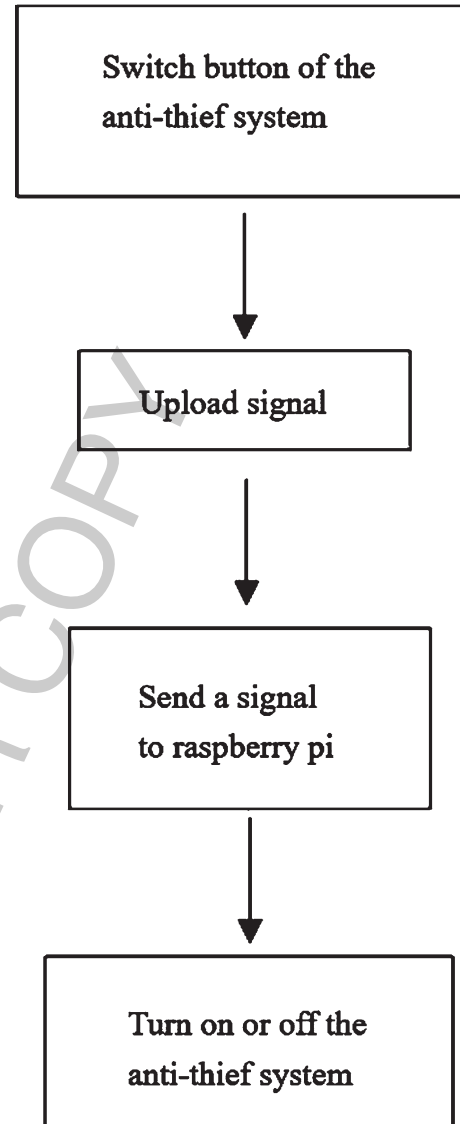 Switch button of the
anti-thief system
Upload signal
Send a signal
to raspberry pi
Turn on or off the
anti-thief system
COPY